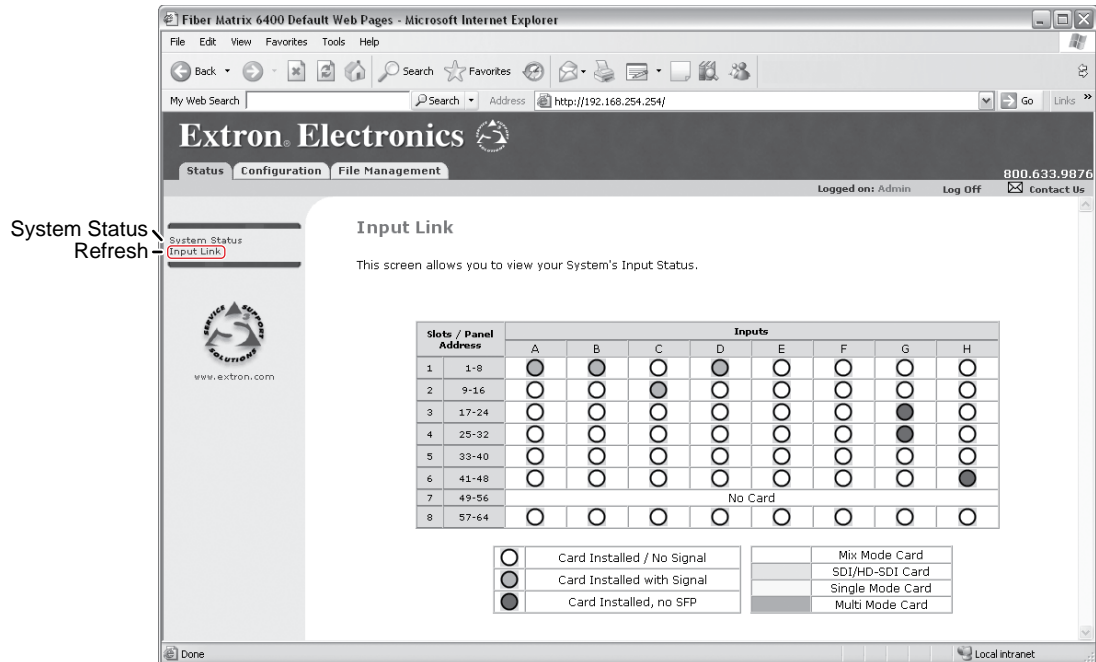 Fiber Matrix 6400 Default Web Pages - Microsoft Internet Explorer
File Edit View Favorites Tools Help
Back Search Favorites
My Web Search Search Address http://192.168.254.254/ Go Links »
Extron® Electronics
Status Configuration File Management 800.633.9876
Logged on: Admin Log Off Contact Us
System Status
Refresh
System Status
Input Link
SERVICE SUPPORT SOLUTIONS
www.extron.com
Input Link
This screen allows you to view your System's Input Status.
Slots / Panel Address Inputs
A B C D E F G H
1 1-8
2 9-16
3 17-24
4 25-32
5 33-40
6 41-48
7 49-56 No Card
8 57-64
Card Installed / No Signal
Card Installed with Signal
Card Installed, no SFP
Mix Mode Card
SDI/HD-SDI Card
Single Mode Card
Multi Mode Card
Done Local intranet